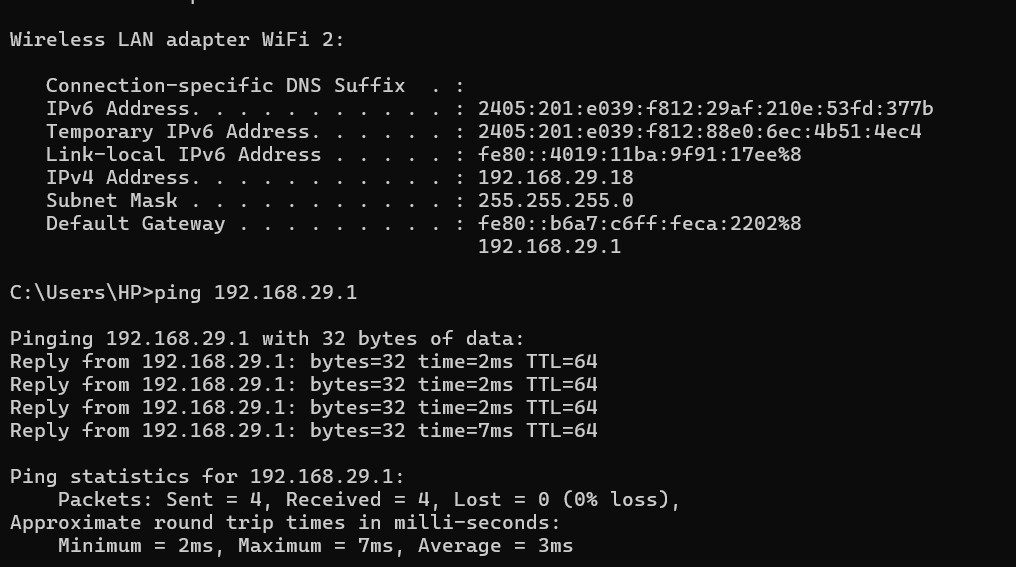 Wireless LAN adapter WiFi 2:
   Connection-specific DNS Suffix  . :
   IPv6 Address. . . . . . . . . . . : 2405:201:e039:f812:29af:210e:53fd:377b
   Temporary IPv6 Address. . . . . . : 2405:201:e039:f812:88e0:6ec:4b51:4ec4
   Link-local IPv6 Address . . . . . : fe80::4019:11ba:9f91:17ee%8
   IPv4 Address. . . . . . . . . . . : 192.168.29.18
   Subnet Mask . . . . . . . . . . . : 255.255.255.0
   Default Gateway . . . . . . . . . : fe80::b6a7:c6ff:feca:2202%8
                                       192.168.29.1
C:\Users\HP>ping 192.168.29.1
Pinging 192.168.29.1 with 32 bytes of data:
Reply from 192.168.29.1: bytes=32 time=2ms TTL=64
Reply from 192.168.29.1: bytes=32 time=2ms TTL=64
Reply from 192.168.29.1: bytes=32 time=2ms TTL=64
Reply from 192.168.29.1: bytes=32 time=7ms TTL=64
Ping statistics for 192.168.29.1:
    Packets: Sent = 4, Received = 4, Lost = 0 (0% loss),
Approximate round trip times in milli-seconds:
    Minimum = 2ms, Maximum = 7ms, Average = 3ms